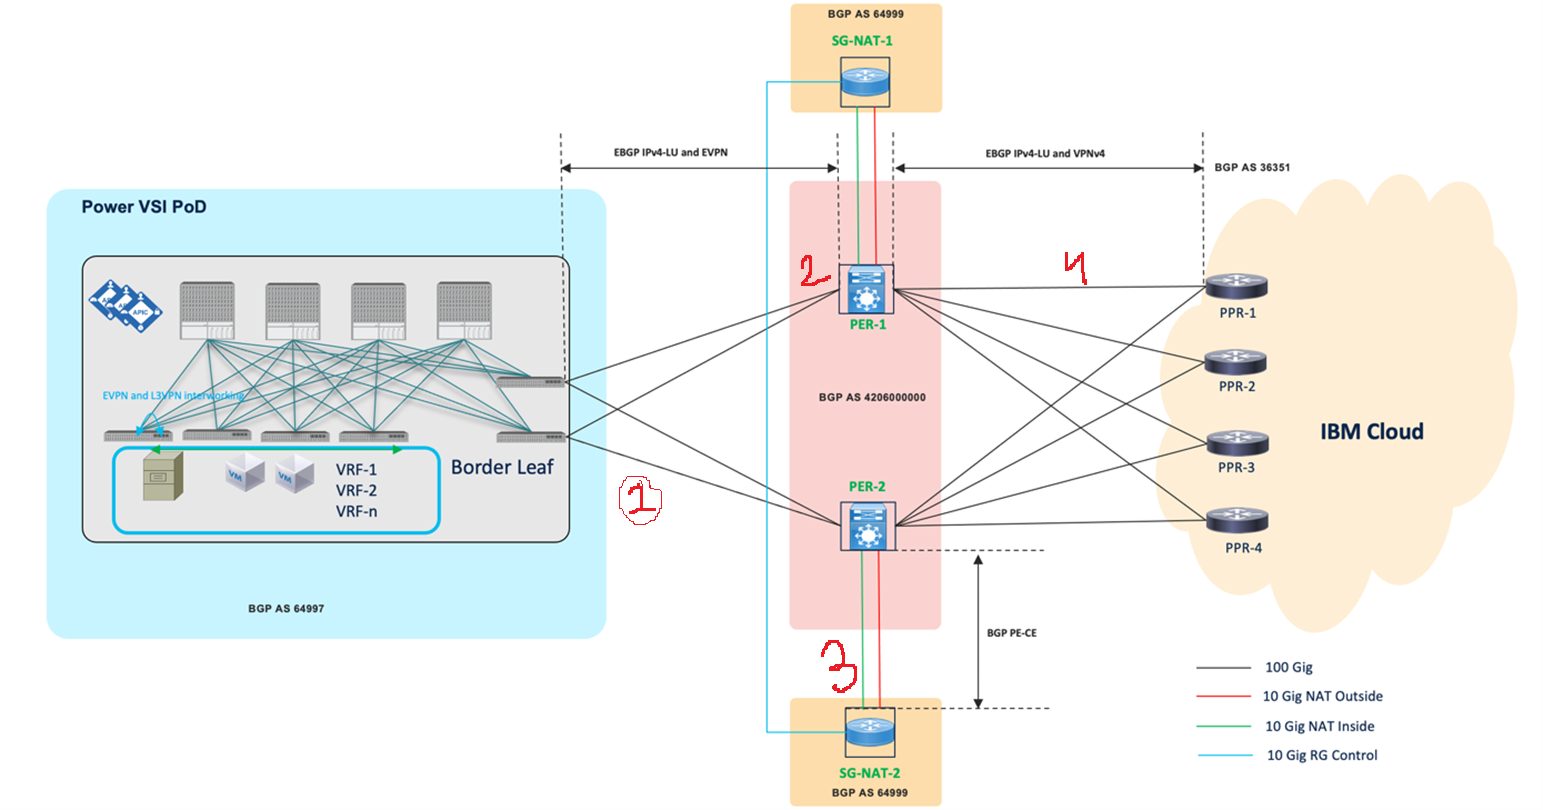 BGP AS 64999
SG-NAT-1
EBGP IPv4-LU and EVPN
EBGP IPv4-LU and VPNv4
BGP AS 36351
Power VSI PoD
2
4
APIC
PER-1
PPR-1
PPR-2
EVPN and L3VPN interworking
BGP AS 4206000000
IBM Cloud
Border Leaf
VM
VM
VRF-1
VRF-2
VRF-n
1
PER-2
PPR-3
PPR-4
BGP AS 64997
BGP PE-CE
3
100 Gig
10 Gig NAT Outside
10 Gig NAT Inside
10 Gig RG Control
SG-NAT-2
BGP AS 64999